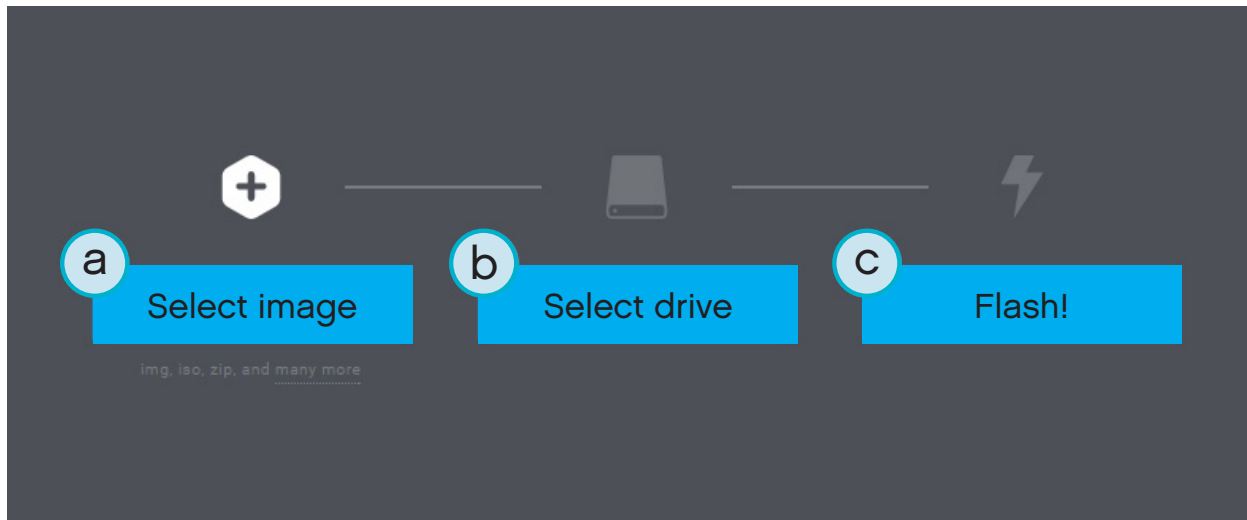 a
Select image
b
Select drive
c
Flash!
img, iso, zip, and many more